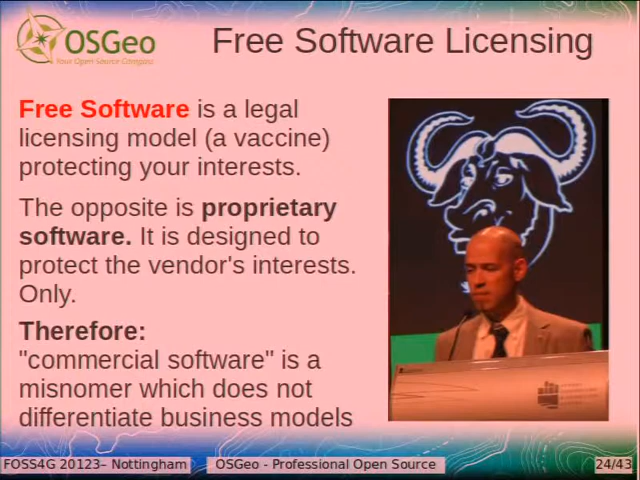 OSGeo
Your Open Source Compass
Free Software Licensing
Free Software is a legal
licensing model (a vaccine)
protecting your interests.
The opposite is proprietary
software. It is designed to
protect the vendor's interests.
Only.
Therefore:
"commercial software" is a
misnomer which does not
differentiate business models
FOSS4G 20123– Nottingham
OSGeo - Professional Open Source
24/43